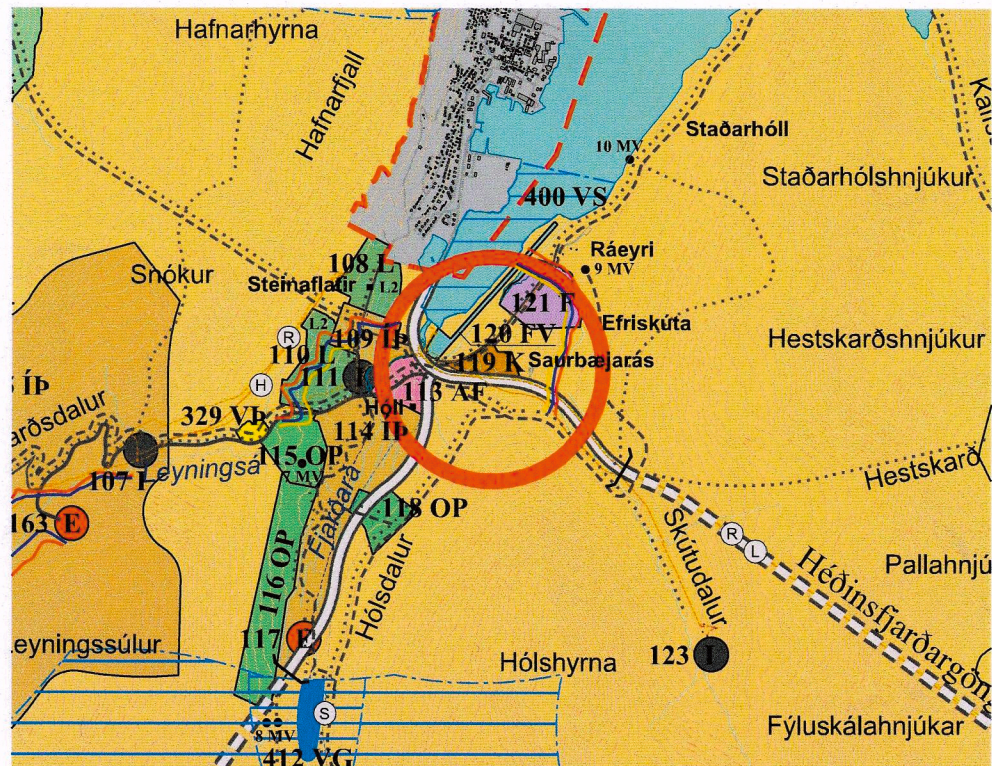 Hafnarhyrna
Hafnarfjall
Staðarhóll
10 MV
Staðarhólshnjúkur
400 VS
Snókur
108 L
Steinaflatir
L2
Ráeyri
9 MV
121 F
Efriskúta
L2
R
109 ÍÞ
120 FV
Hestskarðshnjúkur
110 L
119 K
Saurbæjarás
ÍÞ
111 I
H
113 AF
Hóll
arðsdalur
329 VÞ
114 ÍÞ
Leyningsá
115 OP
7 MV
107 I
Hestskarð
163 E
Fjarðará
118 OP
Skútudalur
R
L
Héðinsfjarðargöng
Pallahnjú
116 OP
Hólsdalur
117 E
eyningssúlur
Hólshyrna
123 I
S
8 MV
412 VG
Fýluskálahnjúkar